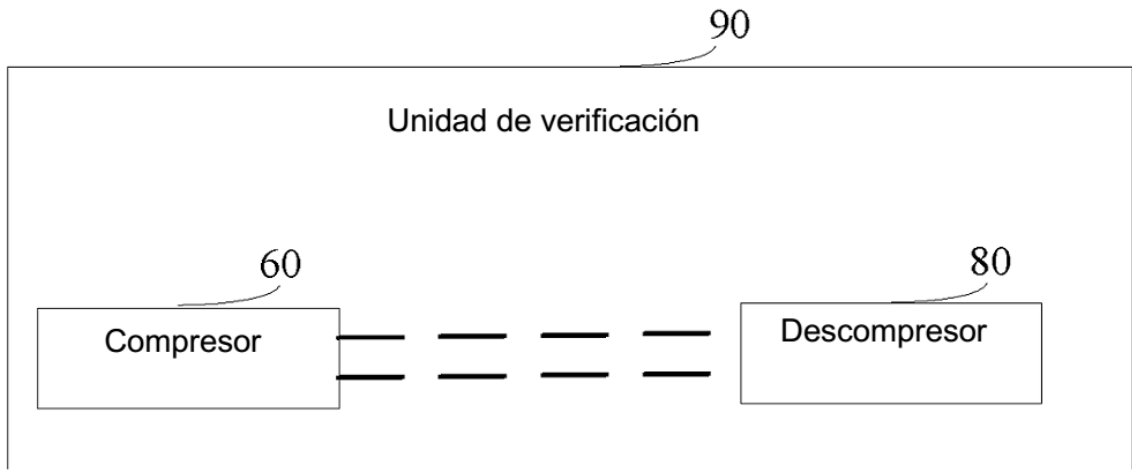 90
Unidad de verificación
60
80
Compresor
Descompresor